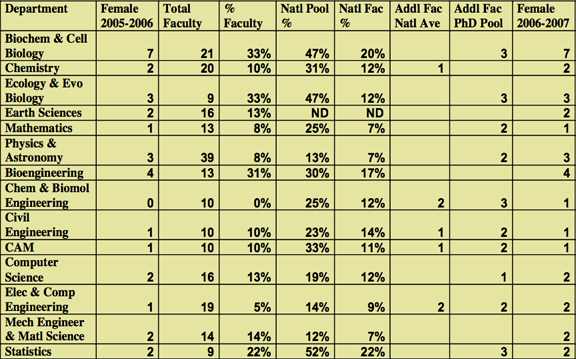 Department Female 2005-2006 Total Faculty % Faculty Natl Pool % Natl Fac % Addl Fac Natl Ave Addl Fac PhD Pool Female 2006-2007
Biochem & Cell Biology 7 21 33% 47% 20% 3 7
Chemistry 2 20 10% 31% 12% 1 2
Ecology & Evo Biology 3 9 33% 47% 12% 3 3
Earth Sciences 2 16 13% ND ND 2
Mathematics 1 13 8% 25% 7% 2 1
Physics & Astronomy 3 39 8% 13% 7% 2 3
Bioengineering 4 13 31% 30% 17% 4
Chem & Biomol Engineering 0 10 0% 25% 12% 2 3 1
Civil Engineering 1 10 10% 23% 14% 1 2 1
CAM 1 10 10% 33% 11% 1 2 1
Computer Science 2 16 13% 19% 12% 1 2
Elec & Comp Engineering 1 19 5% 14% 9% 2 2 2
Mech Engineer & Matl Science 2 14 14% 12% 7% 2
Statistics 2 9 22% 52% 22% 3 2